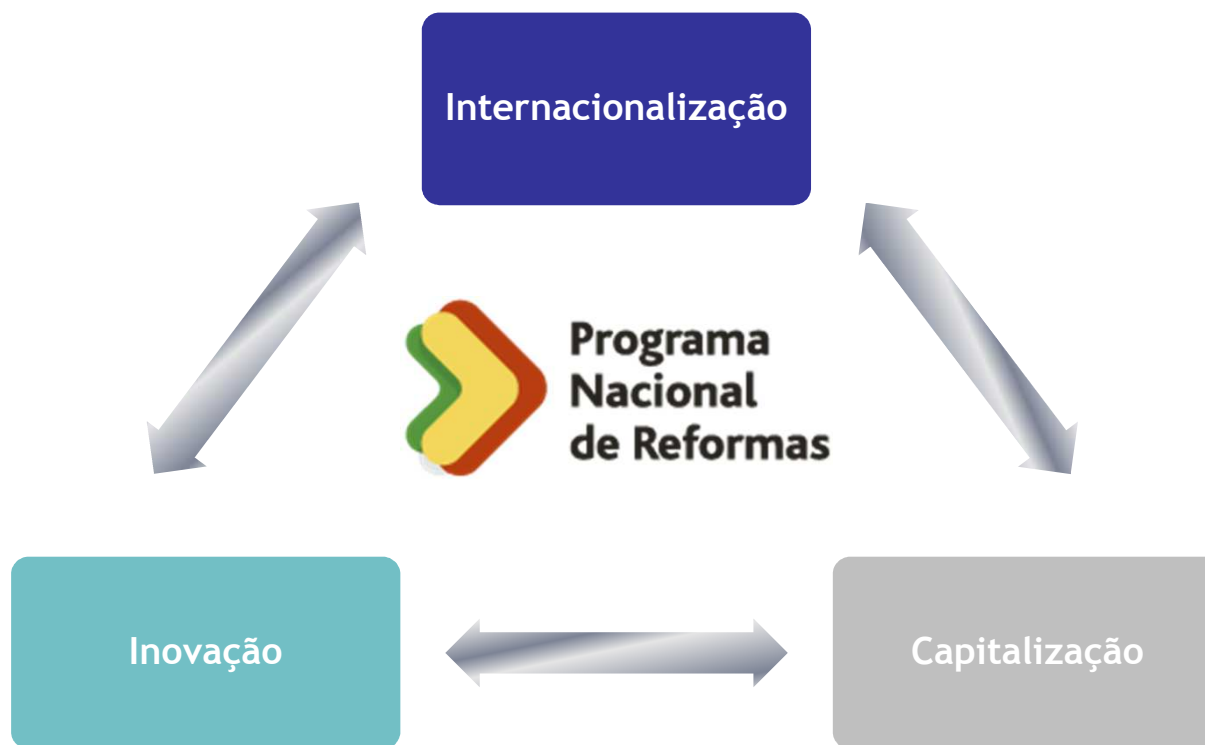 Internacionalização
Programa
Nacional
de Reformas
Inovação
Capitalização